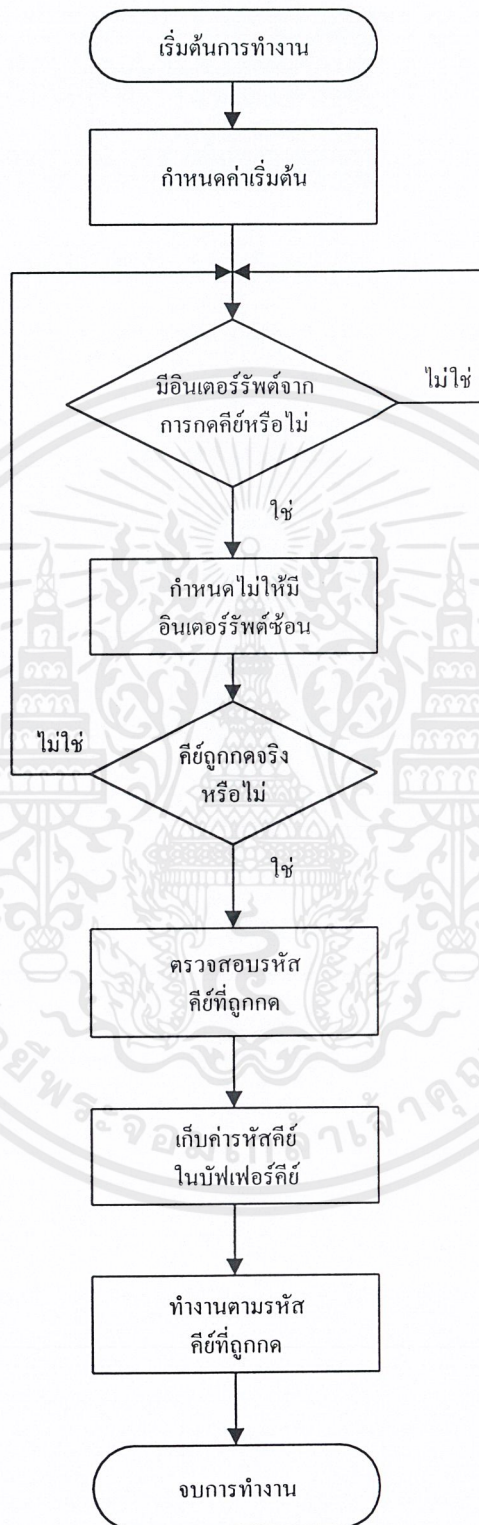 เริ่มต้นการทำงาน
กำหนดค่าเริ่มต้น
มีอินเตอร์รัพต์จาก
การกดคีย์หรือไม่
ไม่ใช่
ใช่
กำหนดไม่ให้มี
อินเตอร์รัพต์ซ้อน
ไม่ใช่
คีย์ถูกกดจริง
หรือไม่
ใช่
ตรวจสอบรหัส
คีย์ที่ถูกกด
เก็บค่ารหัสคีย์
ในบัฟเฟอร์คีย์
ทำงานตามรหัส
คีย์ที่ถูกกด
จบการทำงาน